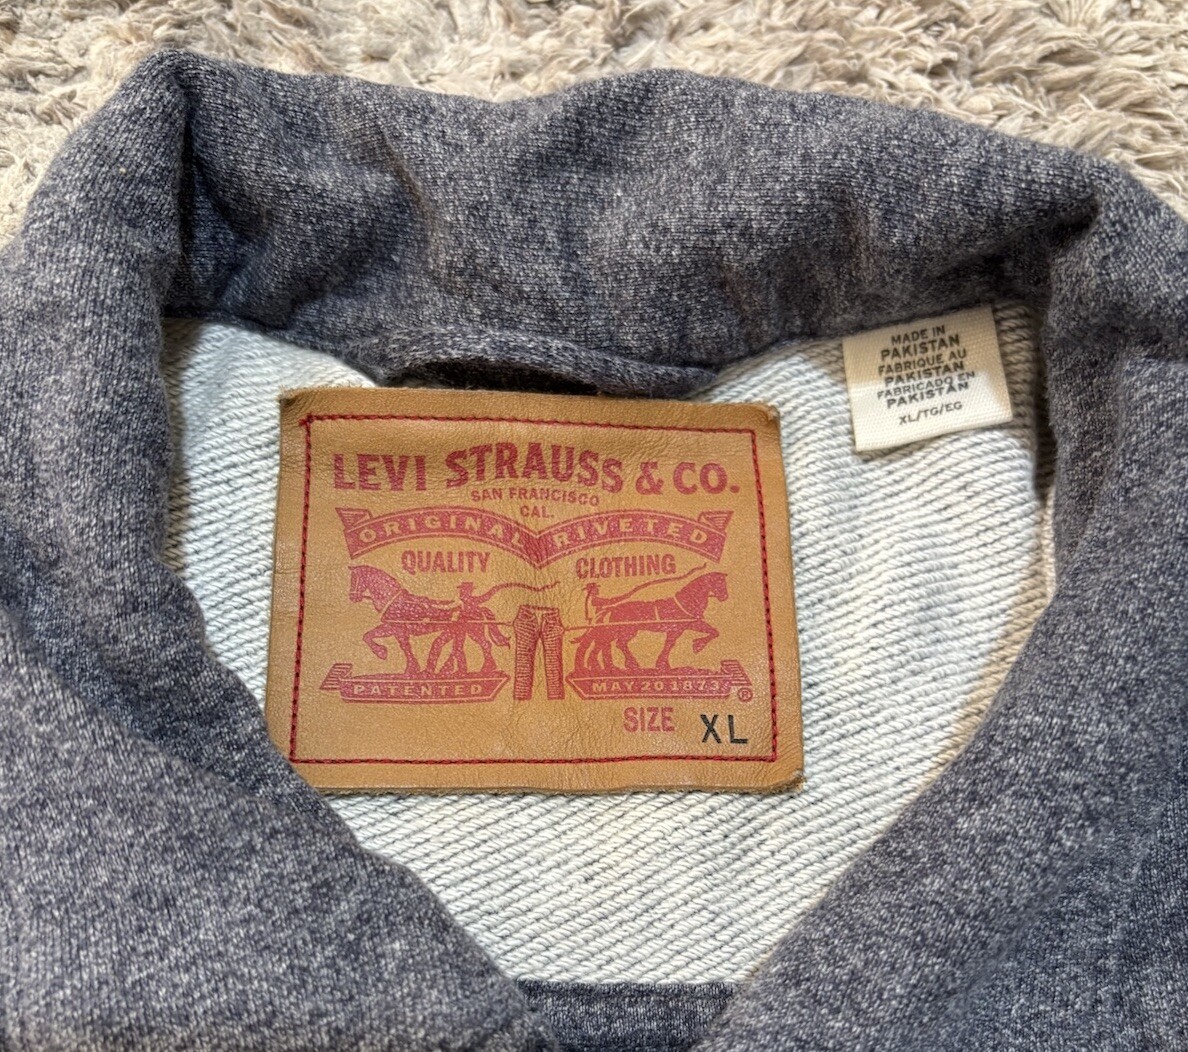 LEVI STRAUSS & CO.
SAN FRANCISCO
CAL.
ORIGINAL RIVETED
QUALITY CLOTHING
PATENTED MAY 20 1873 ®
SIZE XL
MADE IN
PAKISTAN
FABRIQUE AU
PAKISTAN
FABRICADO EN
PAKISTAN
XL/TG/EG